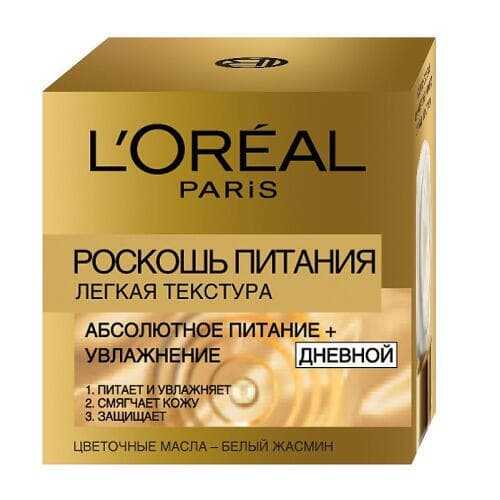 L'ORÉAL
PARiS
РОСКОШЬ ПИТАНИЯ
ЛЕГКАЯ ТЕКСТУРА
АБСОЛЮТНОЕ ПИТАНИЕ +
УВЛАЖНЕНИЕ
ДНЕВНОЙ
1. ПИТАЕТ И УВЛАЖНЯЕТ
2. СМЯГЧАЕТ КОЖУ
3. ЗАЩИЩАЕТ
ЦВЕТОЧНЫЕ МАСЛА – БЕЛЫЙ ЖАСМИН